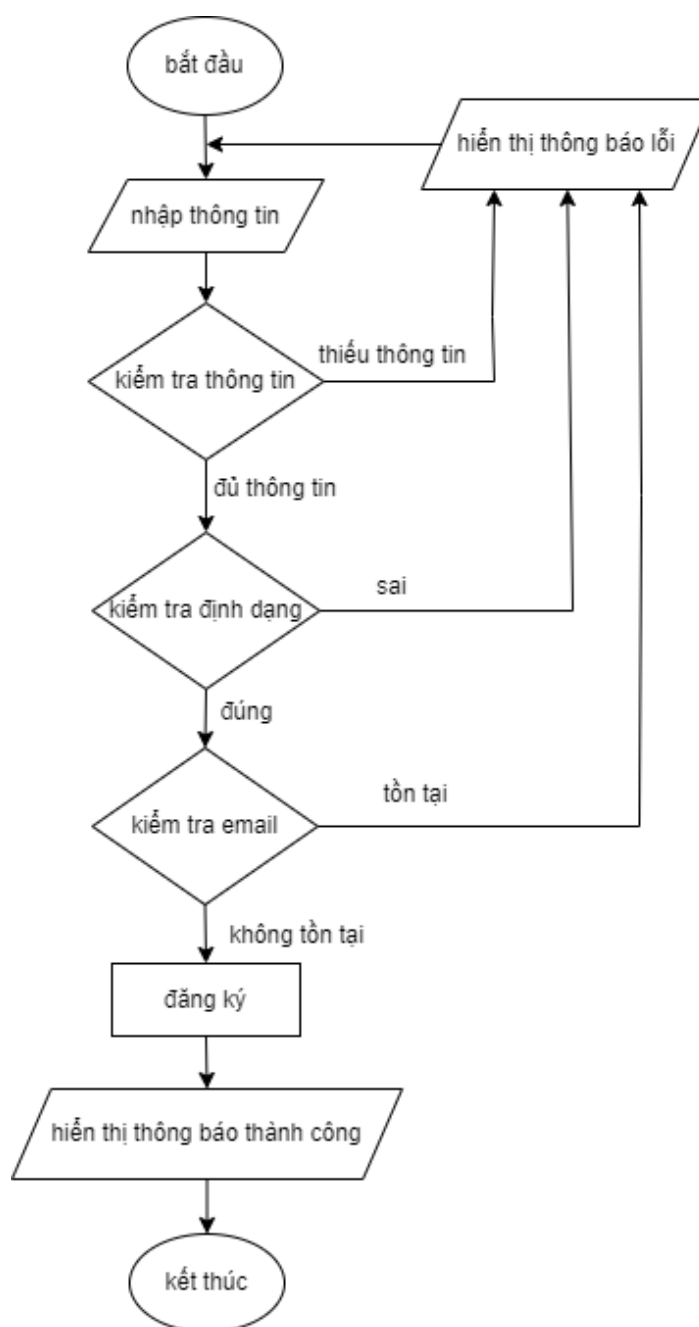 bắt đầu
hiển thị thông báo lỗi
nhập thông tin
thiếu thông tin
kiểm tra thông tin
đủ thông tin
sai
kiểm tra định dạng
đúng
tồn tại
kiểm tra email
không tồn tại
đăng ký
hiển thị thông báo thành công
kết thúc